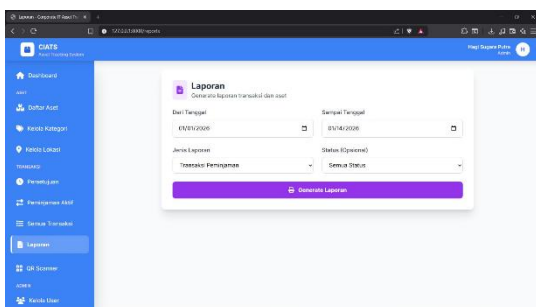 Laporan - Corporate IT Asset Tr
127.0.0.1:8000/reports
CIATS
Asset Tracking System
Hagi Sugara Putra
Admin
H
Dashboard
ASET
Daftar Aset
Kelola Kategori
Kelola Lokasi
TRANSAKSI
Persetujuan
Peminjaman Aktif
Semua Transaksi
Laporan
QR Scanner
ADMIN
Kelola User
Laporan
Generate laporan transaksi dan aset
Dari Tanggal
Sampai Tanggal
01/01/2026
01/14/2026
Jenis Laporan
Status (Opsional)
Transaksi Peminjaman
Semua Status
Generate Laporan